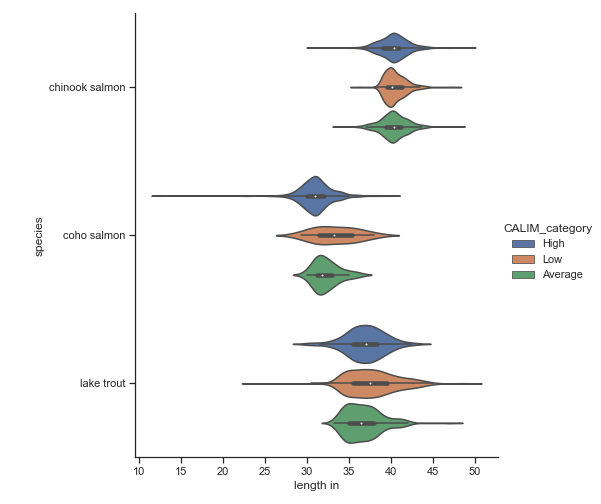 chinook salmon
coho salmon
lake trout
species
10 15 20 25 30 35 40 45 50
length in
CALIM_category
High
Low
Average